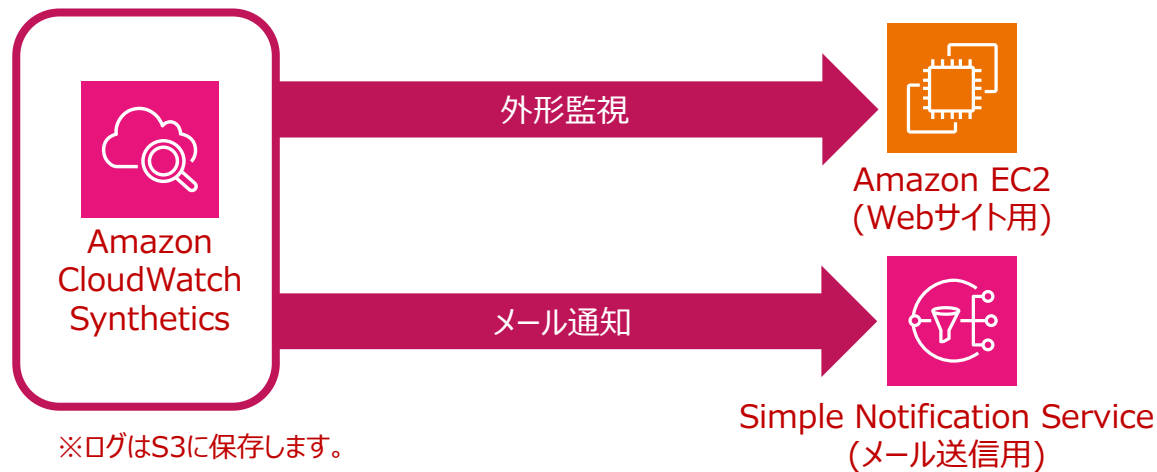 Amazon
CloudWatch
Synthetics
外形監視
Amazon EC2
(Webサイト用)
メール通知
Simple Notification Service
(メール送信用)
※ログはS3に保存します。